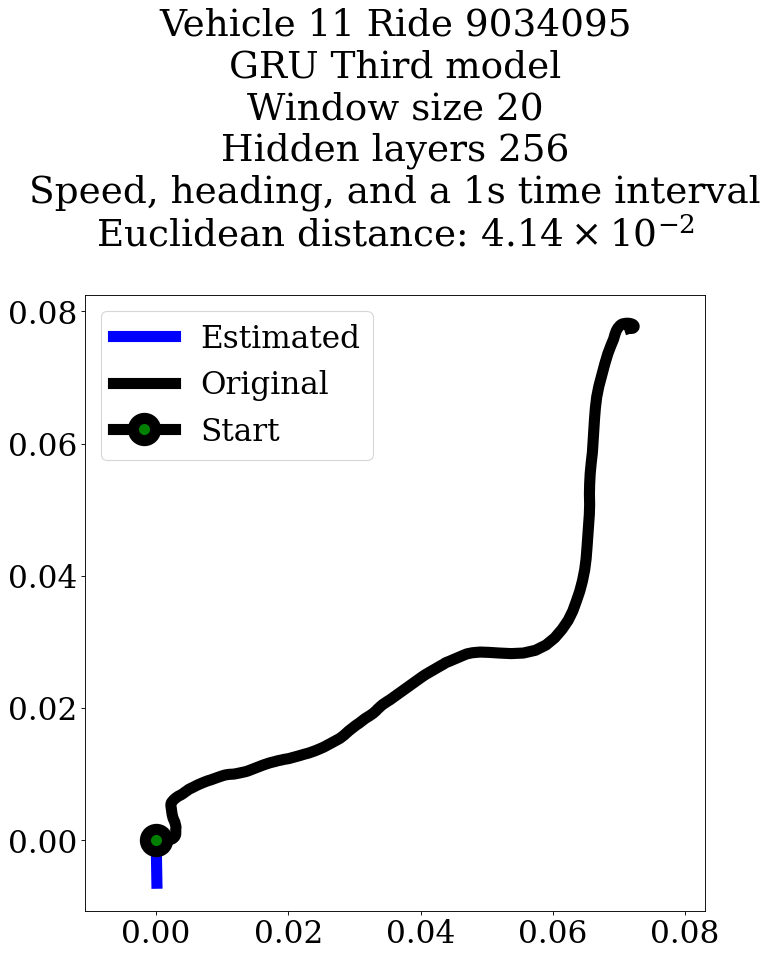 Vehicle 11 Ride 9034095
GRU Third model
Window size 20
Hidden layers 256
Speed, heading, and a 1s time interval
Euclidean distance: 4.14 × 10⁻²
Estimated
Original
Start
0.08
0.06
0.04
0.02
0.00
0.00 0.02 0.04 0.06 0.08